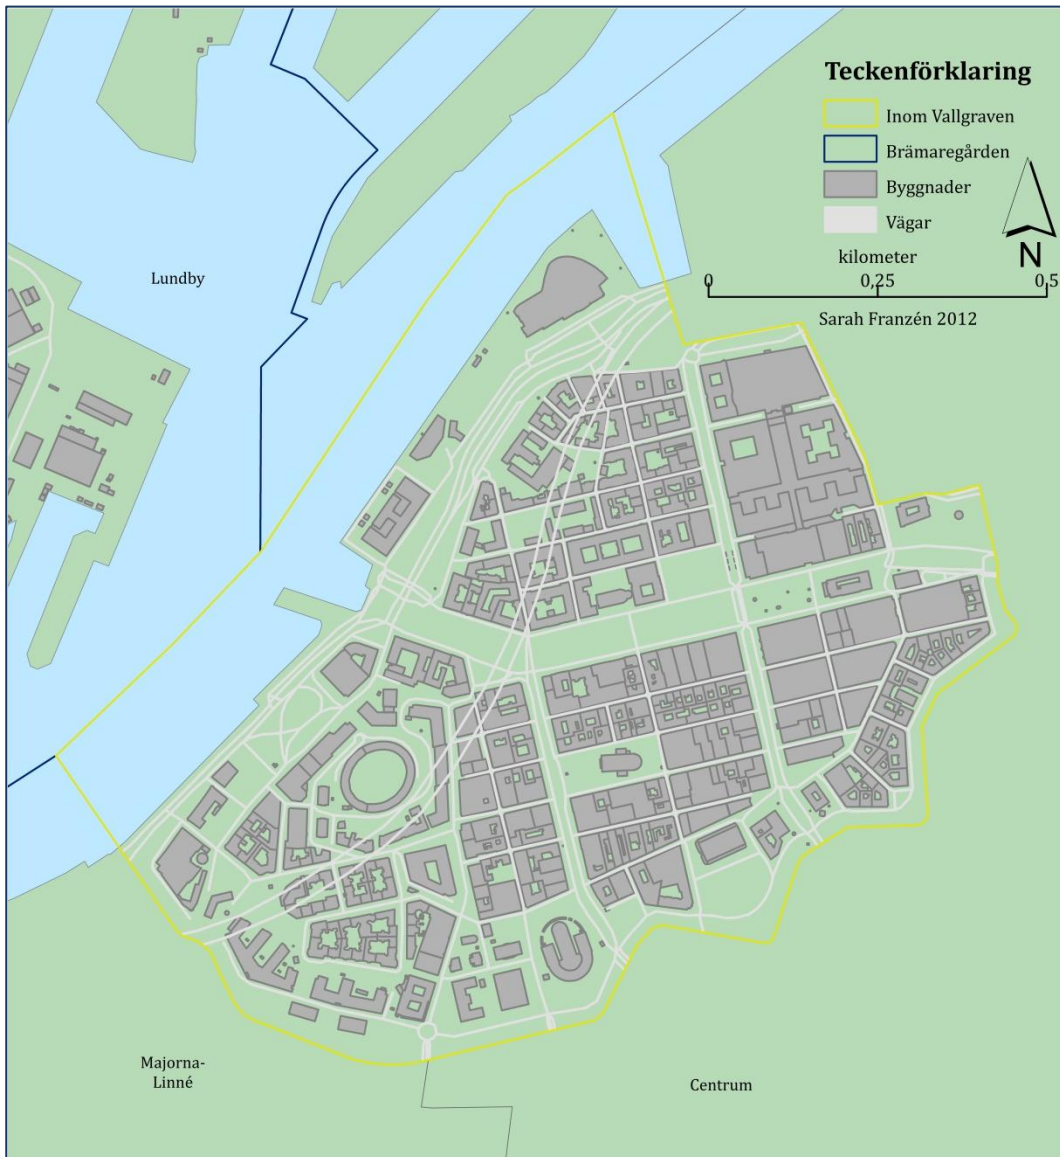 Teckenförklaring
Inom Vallgraven
Brämaregården
Byggnader
Vägar
kilometer
0 0,25 0,5
N
Sarah Franzén 2012
Lundby
Majorna-
Linné
Centrum